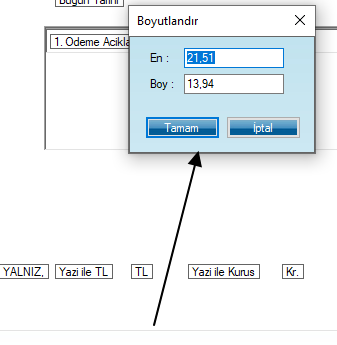 Bugun Tarihi
Boyutlandır
1. Odeme Acikla
En : 21,51
Boy : 13,94
Tamam İptal
YALNIZ, Yazi ile TL TL Yazi ile Kurus Kr.